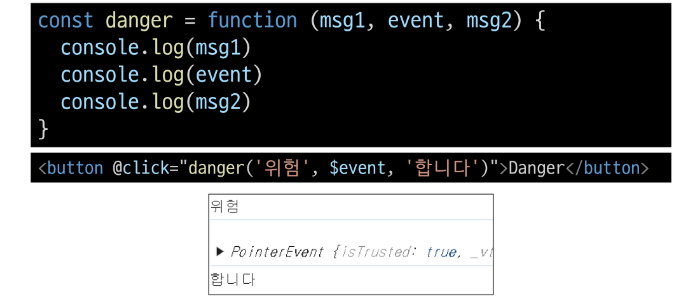 const danger = function (msg1, event, msg2) {
  console.log(msg1)
  console.log(event)
  console.log(msg2)
}
<button @click="danger('위험', $event, '합니다')">Danger</button>
위험
▶ PointerEvent {isTrusted: true, _vt
합니다